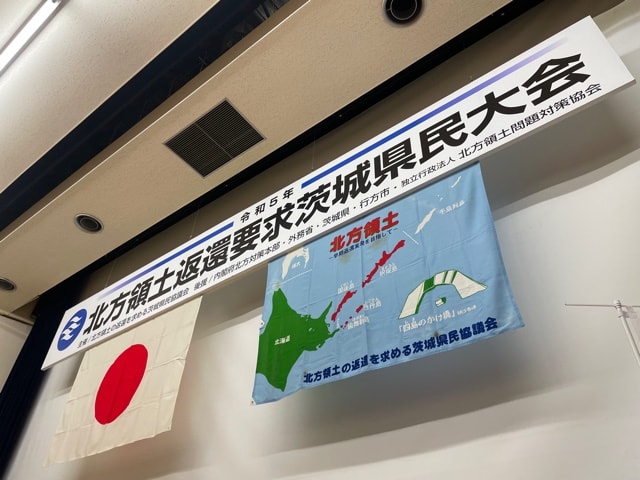 令和5年
北方領土返還要求茨城県民大会
主催/北方領土の返還を求める茨城県民協議会 後援/内閣府北方対策本部・外務省・茨城県・行方市・独立行政法人 北方領土問題対策協会
北方領土
北海道
「四島のかけ橋」
北方領土の返還を求める茨城県民協議会